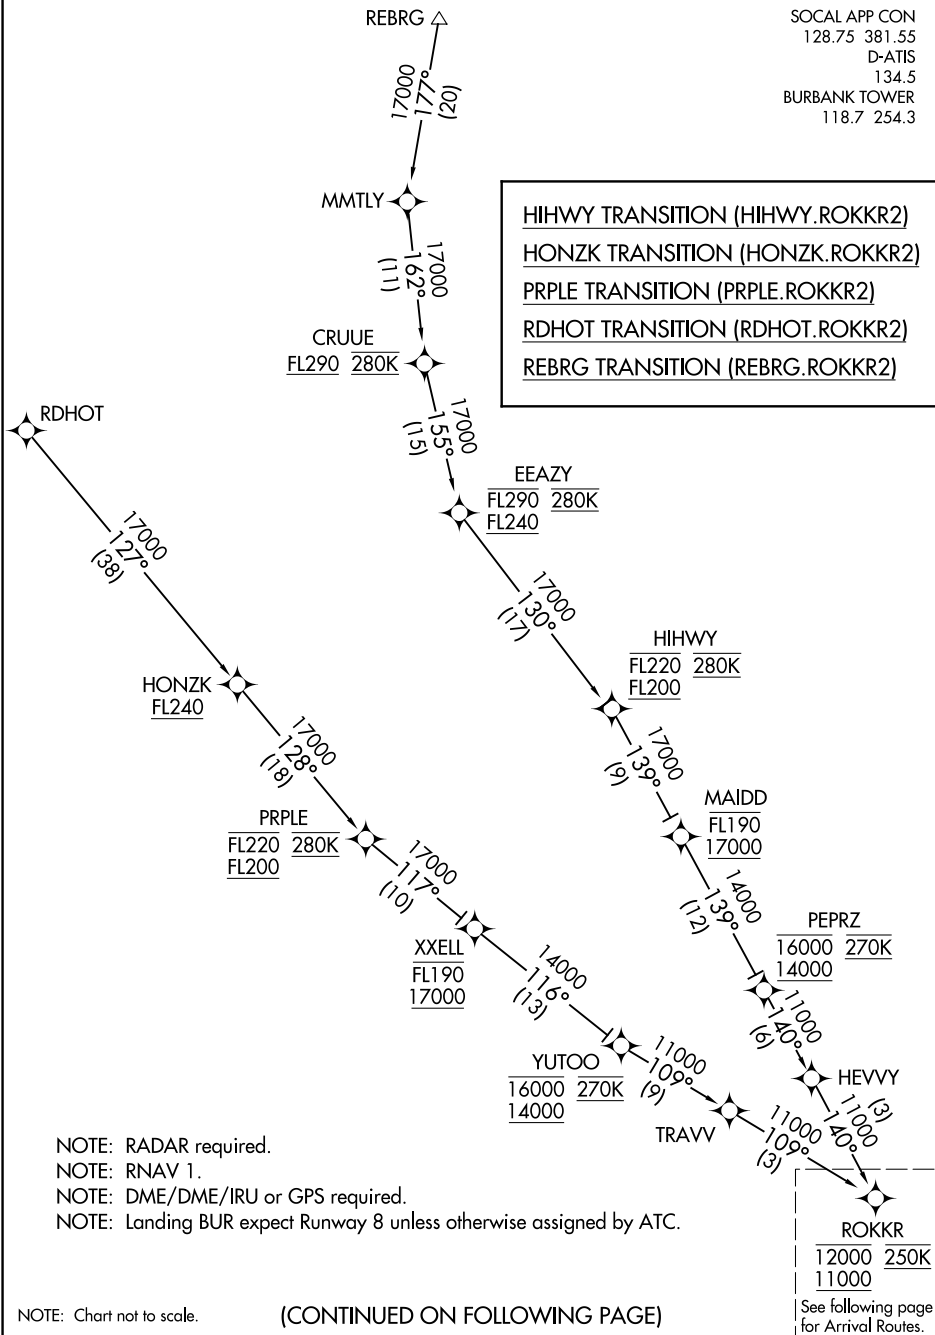 REBRG
SOCAL APP CON
128.75 381.55
D-ATIS
134.5
BURBANK TOWER
118.7 254.3
17000
177°
(20)
MMTLY
HIHWY TRANSITION (HIHWY.ROKKR2)
HONZK TRANSITION (HONZK.ROKKR2)
PRPLE TRANSITION (PRPLE.ROKKR2)
RDHOT TRANSITION (RDHOT.ROKKR2)
REBRG TRANSITION (REBRG.ROKKR2)
17000
162°
(11)
CRUUE
FL290 280K
17000
155°
(15)
RDHOT
EEAZY
FL290 280K
FL240
17000
127°
(38)
17000
130°
(17)
HIHWY
FL220 280K
FL200
HONZK
FL240
17000
128°
(18)
17000
139°
(9)
MAIDD
FL190
17000
PRPLE
FL220 280K
FL200
17000
117°
(10)
14000
139°
(12)
PEPRZ
16000 270K
14000
XXELL
FL190
17000
14000
116°
(13)
11000
140°
(6)
YUTOO
16000 270K
14000
11000
109°
(9)
HEVVY
TRAVV
11000
109°
(3)
(3)
11000
140°
NOTE: RADAR required.
NOTE: RNAV 1.
NOTE: DME/DME/IRU or GPS required.
NOTE: Landing BUR expect Runway 8 unless otherwise assigned by ATC.
ROKKR
12000 250K
11000
See following page
for Arrival Routes.
NOTE: Chart not to scale.
(CONTINUED ON FOLLOWING PAGE)